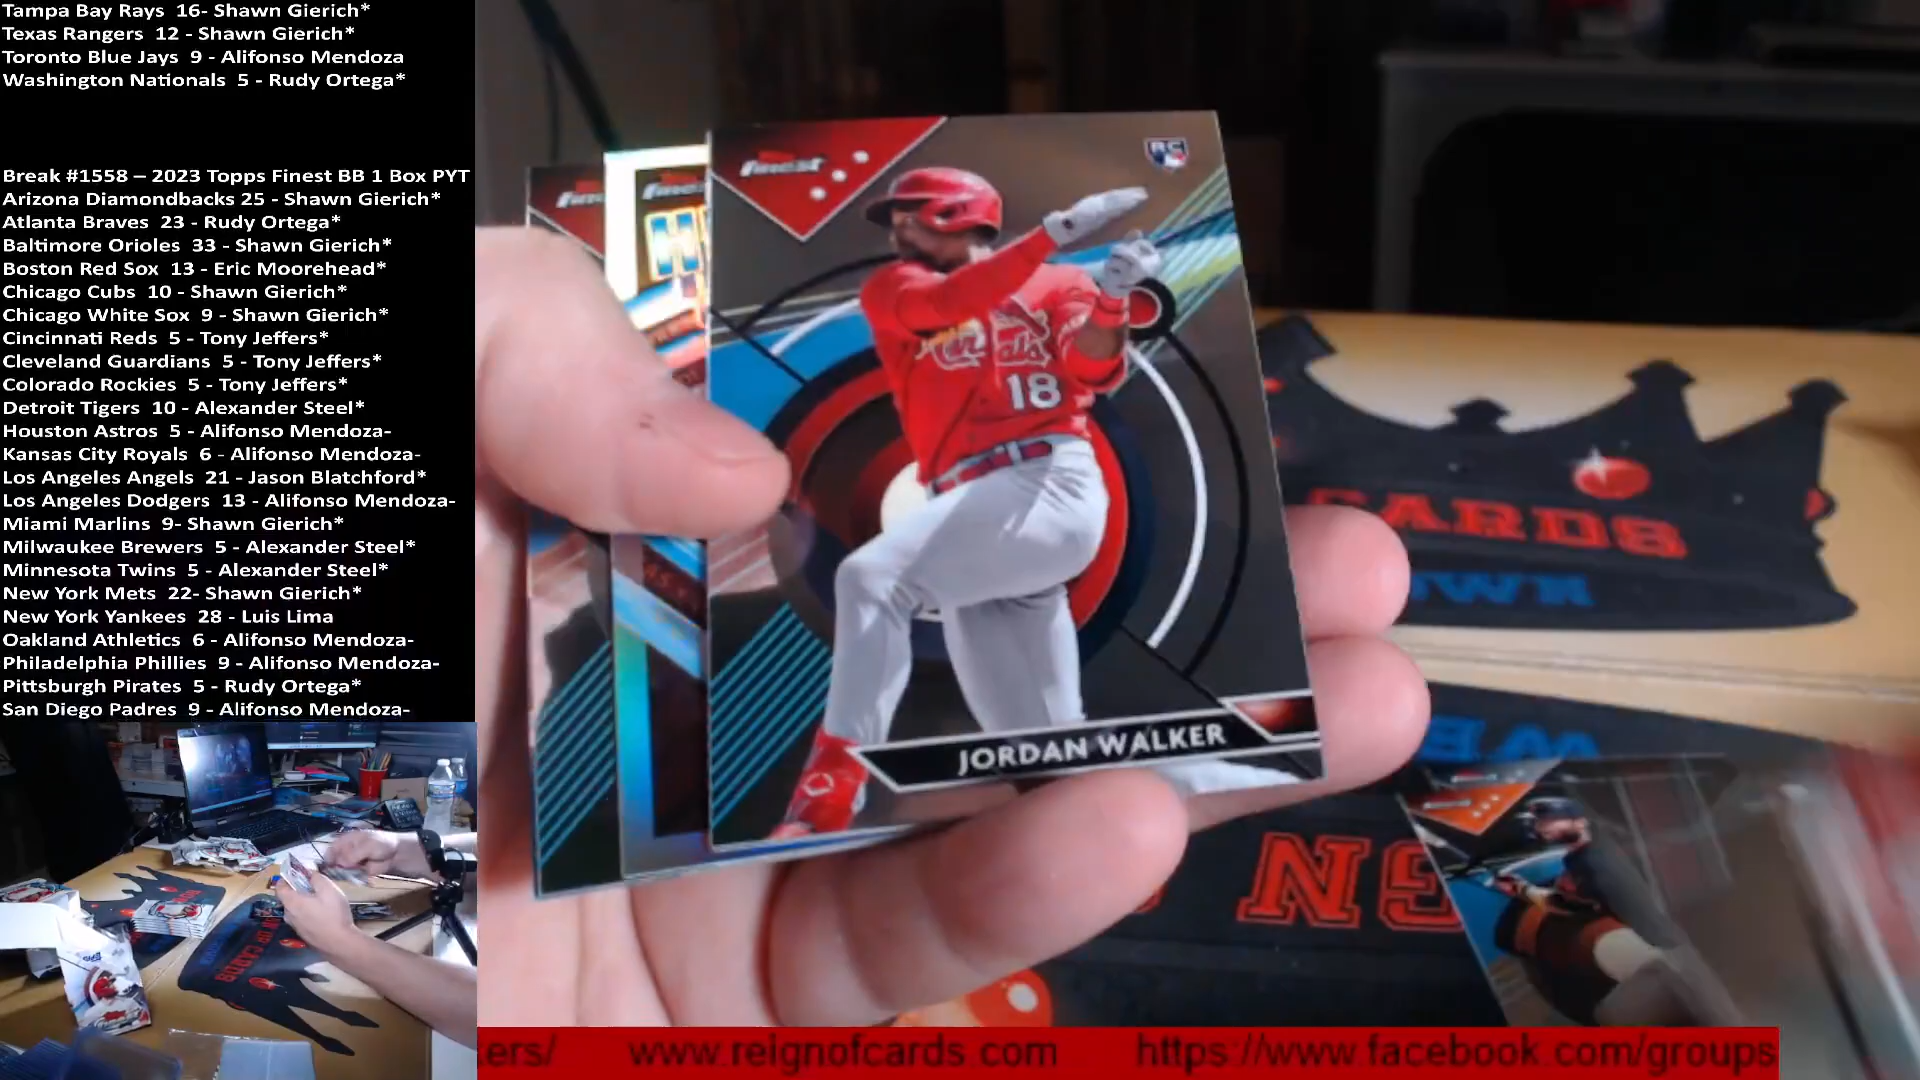 Tampa Bay Rays 16- Shawn Gierich*
Texas Rangers 12 - Shawn Gierich*
Toronto Blue Jays 9 - Alifonso Mendoza
Washington Nationals 5 - Rudy Ortega*
Break #1558 – 2023 Topps Finest BB 1 Box PYT
Arizona Diamondbacks 25 - Shawn Gierich*
Atlanta Braves 23 - Rudy Ortega*
Baltimore Orioles 33 - Shawn Gierich*
Boston Red Sox 13 - Eric Moorehead*
Chicago Cubs 10 - Shawn Gierich*
Chicago White Sox 9 - Shawn Gierich*
Cincinnati Reds 5 - Tony Jeffers*
Cleveland Guardians 5 - Tony Jeffers*
Colorado Rockies 5 - Tony Jeffers*
Detroit Tigers 10 - Alexander Steel*
Houston Astros 5 - Alifonso Mendoza-
Kansas City Royals 6 - Alifonso Mendoza-
Los Angeles Angels 21 - Jason Blatchford*
Los Angeles Dodgers 13 - Alifonso Mendoza-
Miami Marlins 9- Shawn Gierich*
Milwaukee Brewers 5 - Alexander Steel*
Minnesota Twins 5 - Alexander Steel*
New York Mets 22- Shawn Gierich*
New York Yankees 28 - Luis Lima
Oakland Athletics 6 - Alifonso Mendoza-
Philadelphia Phillies 9 - Alifonso Mendoza-
Pittsburgh Pirates 5 - Rudy Ortega*
San Diego Padres 9 - Alifonso Mendoza-
Finest
RC
18
JORDAN WALKER
CARDS
kers/ www.reignofcards.com https://www.facebook.com/groups